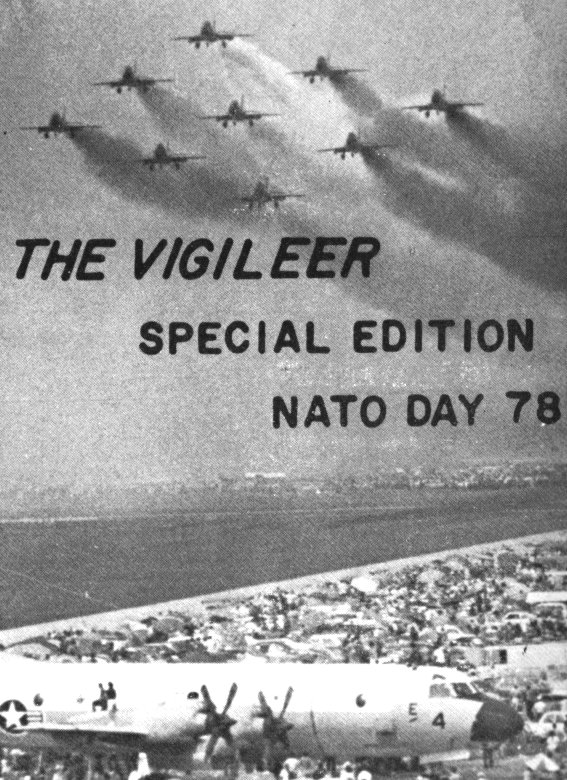 THE VIGILEER
SPECIAL EDITION
NATO DAY 78
4